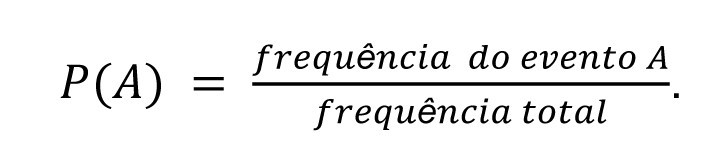 P(A) = frequência do evento A / frequência total.